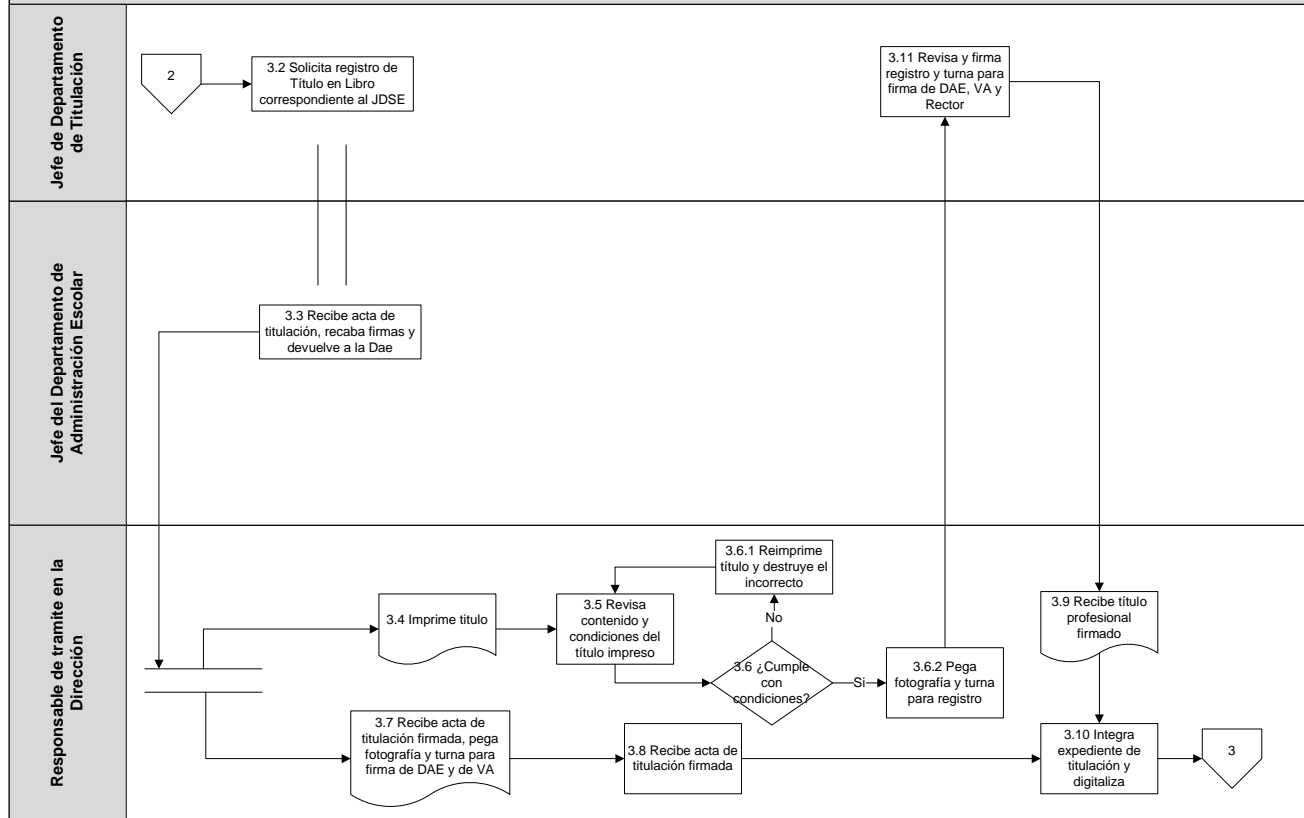 Jefe de Departamento
de Titulación
2
3.2 Solicita registro de
Título en Libro
correspondiente al JDSE
3.11 Revisa y firma
registro y turna para
firma de DAE, VA y
Rector
Jefe del Departamento de
Administración Escolar
3.3 Recibe acta de
titulación, recaba firmas y
devuelve a la Dae
Responsable de tramite en la
Dirección
3.4 Imprime titulo
3.5 Revisa
contenido y
condiciones del
título impreso
3.6.1 Reimprime
título y destruye el
incorrecto
No
3.6 ¿Cumple
con
condiciones?
Si
3.6.2 Pega
fotografía y turna
para registro
3.9 Recibe título
profesional
firmado
3.7 Recibe acta de
titulación firmada, pega
fotografía y turna para
firma de DAE y de VA
3.8 Recibe acta de
titulación firmada
3.10 Integra
expediente de
titulación y
digitaliza
3